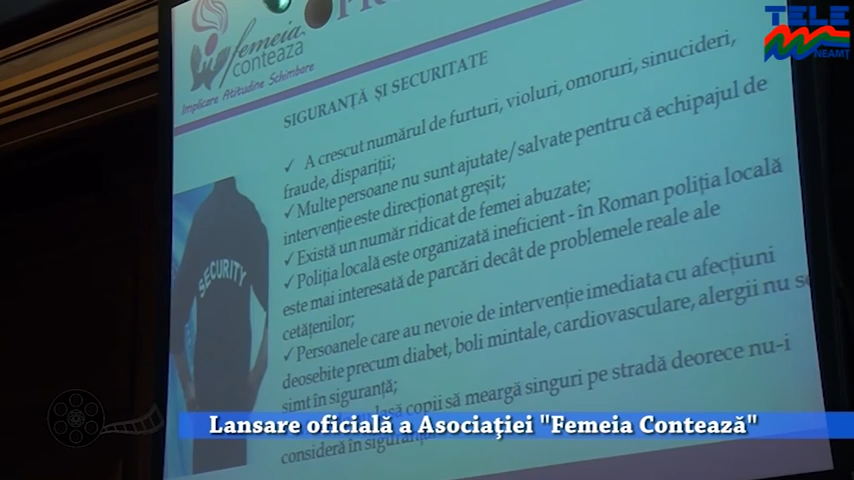 femeia
contează
Implicare Atitudine Schimbare
TELE
NEAMȚ
SIGURANȚĂ ȘI SECURITATE
✓ A crescut numărul de furturi, violuri, omoruri, sinucideri,
fraude, dispariții;
✓ Multe persoane nu sunt ajutate/ salvate pentru că echipajul de
intervenție este direcționat greșit;
✓ Există un număr ridicat de femei abuzate;
✓ Poliția locală este organizată ineficient - în Roman poliția locală
este mai interesată de parcări decât de problemele reale ale
cetățenilor;
✓ Persoanele care au nevoie de intervenție imediata cu afecțiuni
deosebite precum diabet, boli mintale, cardiovasculare, alergii nu se
simt în siguranță;
copii să meargă singuri pe stradă deorece nu-i
consideră în
SECURITY
Lansare oficială a Asociaţiei "Femeia Contează"